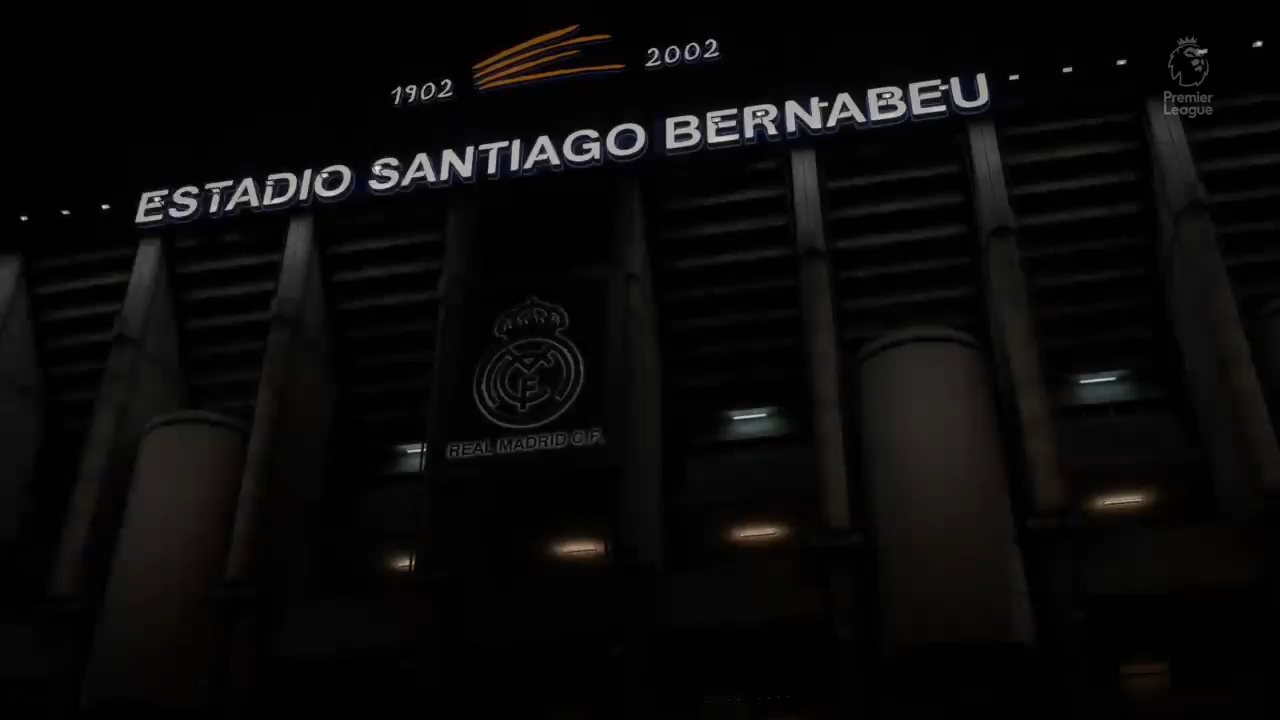 1902
2002
ESTADIO SANTIAGO BERNABEU
REAL MADRID C.F.
Premier
League